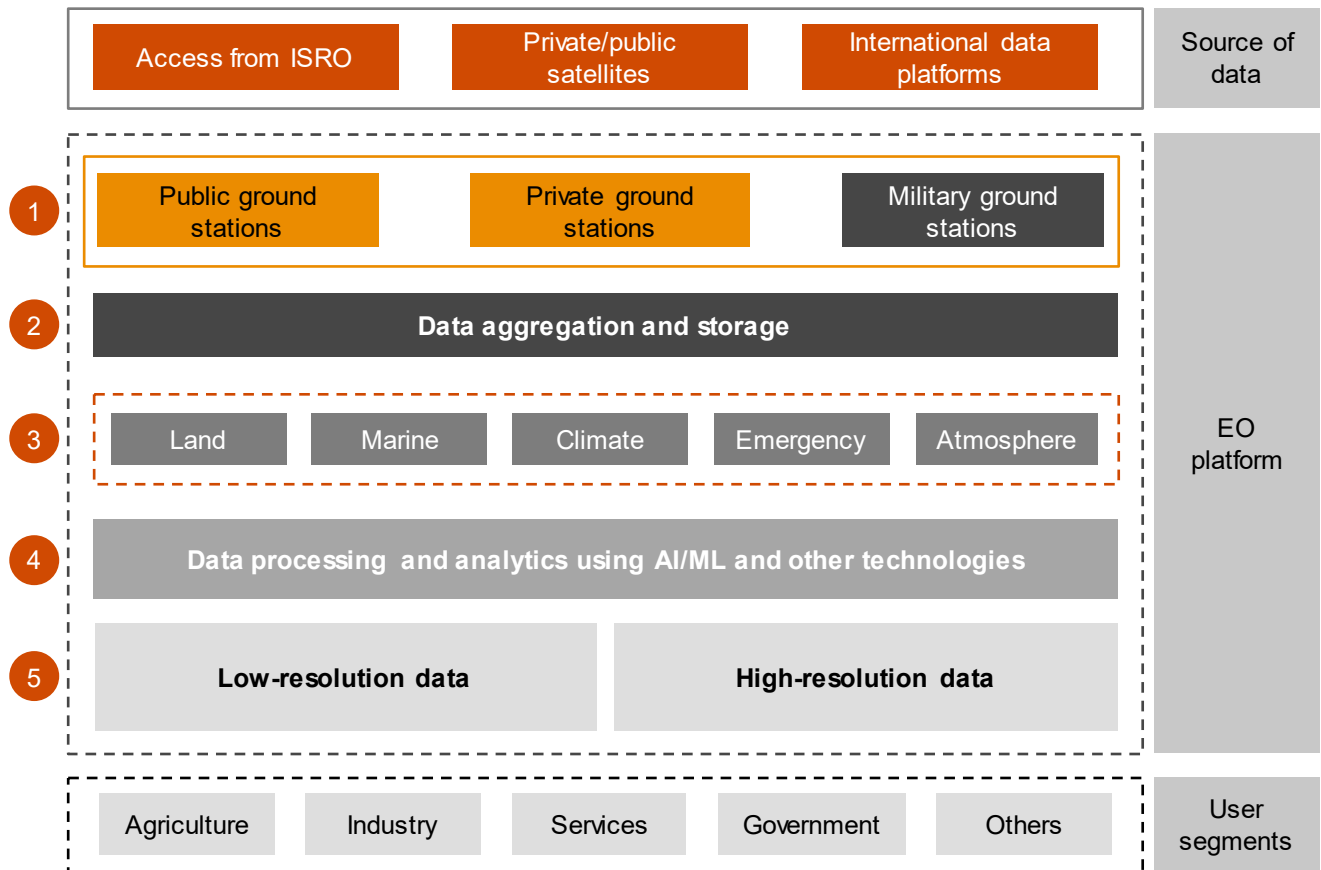 Access from ISRO
Private/public
satellites
International data
platforms
Source of
data
1
Public ground
stations
Private ground
stations
Military ground
stations
2
Data aggregation and storage
3
Land
Marine
Climate
Emergency
Atmosphere
EO
platform
4
Data processing and analytics using AI/ML and other technologies
5
Low-resolution data
High-resolution data
Agriculture
Industry
Services
Government
Others
User
segments